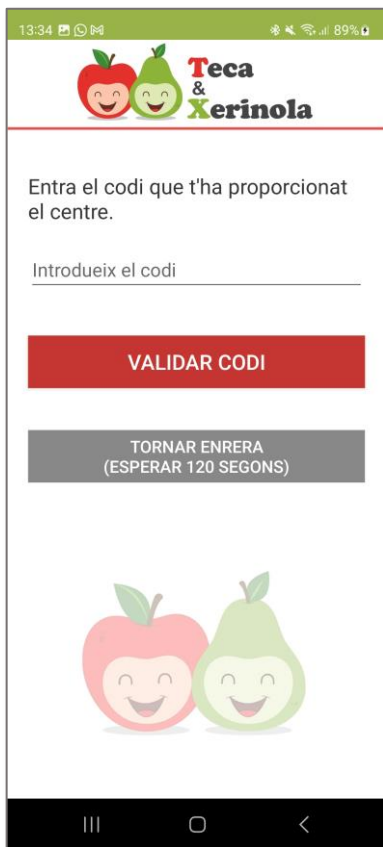 13:34 89%
Teca
&
Xerinola
Entra el codi que t'ha proporcionat
el centre.
Introdueix el codi
VALIDAR CODI
TORNAR ENRERA
(ESPERAR 120 SEGONS)